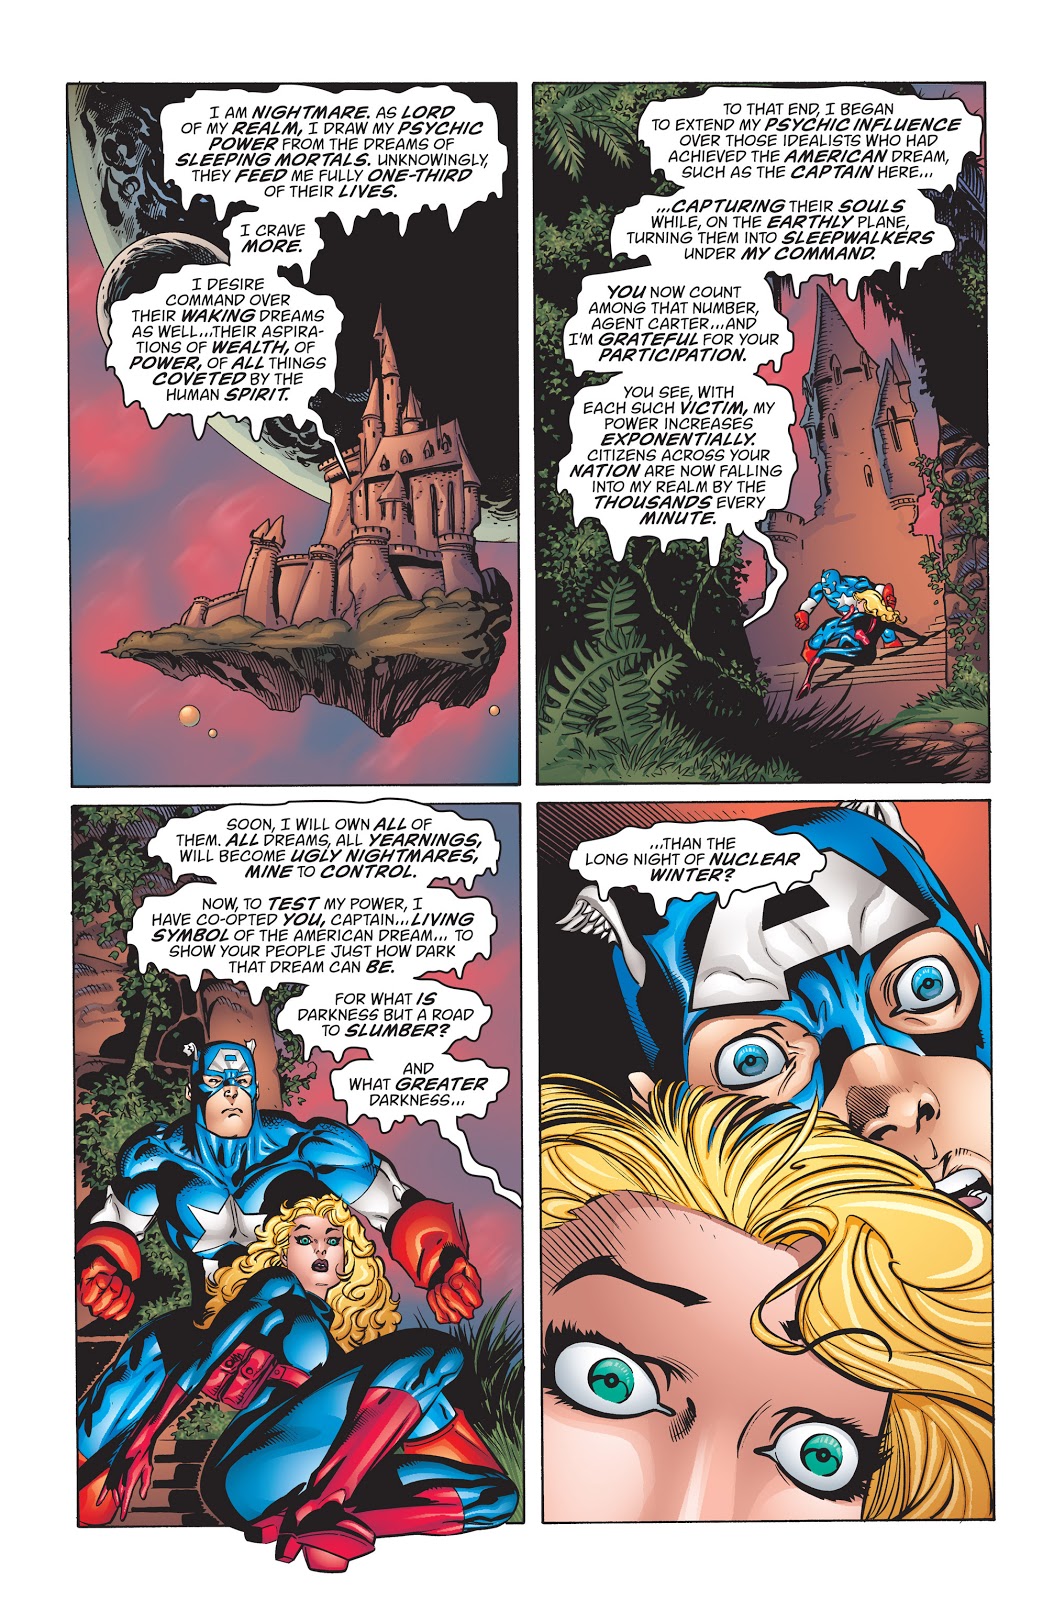 I AM NIGHTMARE. AS LORD
OF MY REALM, I DRAW MY PSYCHIC
POWER FROM THE DREAMS OF
SLEEPING MORTALS. UNKNOWINGLY,
THEY FEED ME FULLY ONE-THIRD
OF THEIR LIVES.
I CRAVE
MORE.
I DESIRE
COMMAND OVER
THEIR WAKING DREAMS
AS WELL...THEIR ASPIRA-
TIONS OF WEALTH, OF
POWER, OF ALL THINGS
COVETED BY THE
HUMAN SPIRIT.
TO THAT END, I BEGAN
TO EXTEND MY PSYCHIC INFLUENCE
OVER THOSE IDEALISTS WHO HAD
ACHIEVED THE AMERICAN DREAM,
SUCH AS THE CAPTAIN HERE...
...CAPTURING THEIR SOULS
WHILE, ON THE EARTHLY PLANE,
TURNING THEM INTO SLEEPWALKERS
UNDER MY COMMAND.
YOU NOW COUNT
AMONG THAT NUMBER,
AGENT CARTER...AND
I'M GRATEFUL FOR YOUR
PARTICIPATION.
YOU SEE, WITH
EACH SUCH VICTIM, MY
POWER INCREASES
EXPONENTIALLY.
CITIZENS ACROSS YOUR
NATION ARE NOW FALLING
INTO MY REALM BY THE
THOUSANDS EVERY
MINUTE.
SOON, I WILL OWN ALL OF
THEM. ALL DREAMS, ALL YEARNINGS,
WILL BECOME UGLY NIGHTMARES,
MINE TO CONTROL.
NOW, TO TEST MY POWER, I
HAVE CO-OPTED YOU, CAPTAIN...LIVING
SYMBOL OF THE AMERICAN DREAM... TO
SHOW YOUR PEOPLE JUST HOW DARK
THAT DREAM CAN BE.
FOR WHAT IS
DARKNESS BUT A ROAD
TO SLUMBER?
AND
WHAT GREATER
DARKNESS...
...THAN THE
LONG NIGHT OF NUCLEAR
WINTER?
A
A